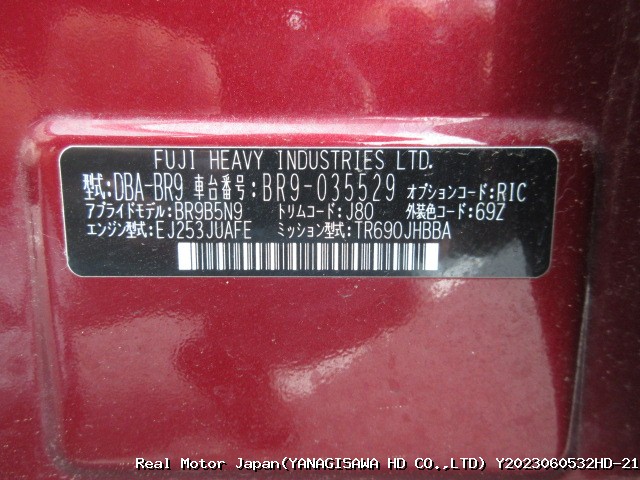 FUJI HEAVY INDUSTRIES LTD.
型式:DBA-BR9 車台番号:BR9-035529 オプションコード:RIC
アプライドモデル:BR9B5N9 トリムコード:J80 外装色コード:69Z
エンジン型式:EJ253JUAFE ミッション型式:TR690JHBBA
Real Motor Japan(YANAGISAWA HD CO.,LTD) Y2023060532HD-21